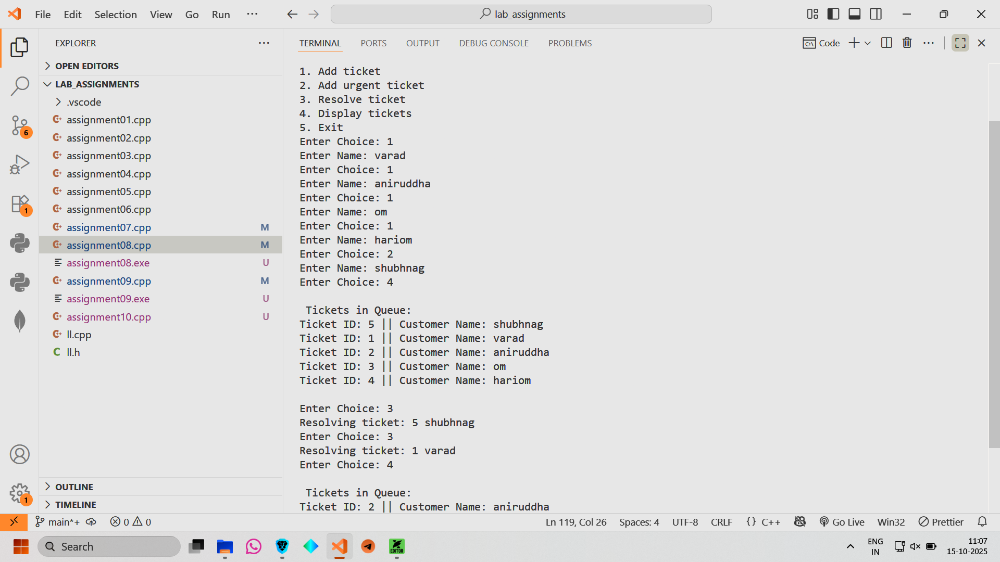 File Edit Selection View Go Run ··· lab_assignments
EXPLORER ···
OPEN EDITORS
LAB_ASSIGNMENTS
.vscode
assignment01.cpp
assignment02.cpp
assignment03.cpp
assignment04.cpp
assignment05.cpp
assignment06.cpp
assignment07.cpp M
assignment08.cpp M
assignment08.exe U
assignment09.cpp M
assignment09.exe U
assignment10.cpp U
ll.cpp
C ll.h
OUTLINE
TIMELINE
6
1
1
TERMINAL PORTS OUTPUT DEBUG CONSOLE PROBLEMS Code
1. Add ticket
2. Add urgent ticket
3. Resolve ticket
4. Display tickets
5. Exit
Enter Choice: 1
Enter Name: varad
Enter Choice: 1
Enter Name: aniruddha
Enter Choice: 1
Enter Name: om
Enter Choice: 1
Enter Name: hariom
Enter Choice: 2
Enter Name: shubhnag
Enter Choice: 4
Tickets in Queue:
Ticket ID: 5 || Customer Name: shubhnag
Ticket ID: 1 || Customer Name: varad
Ticket ID: 2 || Customer Name: aniruddha
Ticket ID: 3 || Customer Name: om
Ticket ID: 4 || Customer Name: hariom
Enter Choice: 3
Resolving ticket: 5 shubhnag
Enter Choice: 3
Resolving ticket: 1 varad
Enter Choice: 4
Tickets in Queue:
Ticket ID: 2 || Customer Name: aniruddha
main*+ 0 0 Ln 119, Col 26 Spaces: 4 UTF-8 CRLF {} C++ Go Live Win32 Prettier
Search EDITOR ENG 11:07
IN 15-10-2025